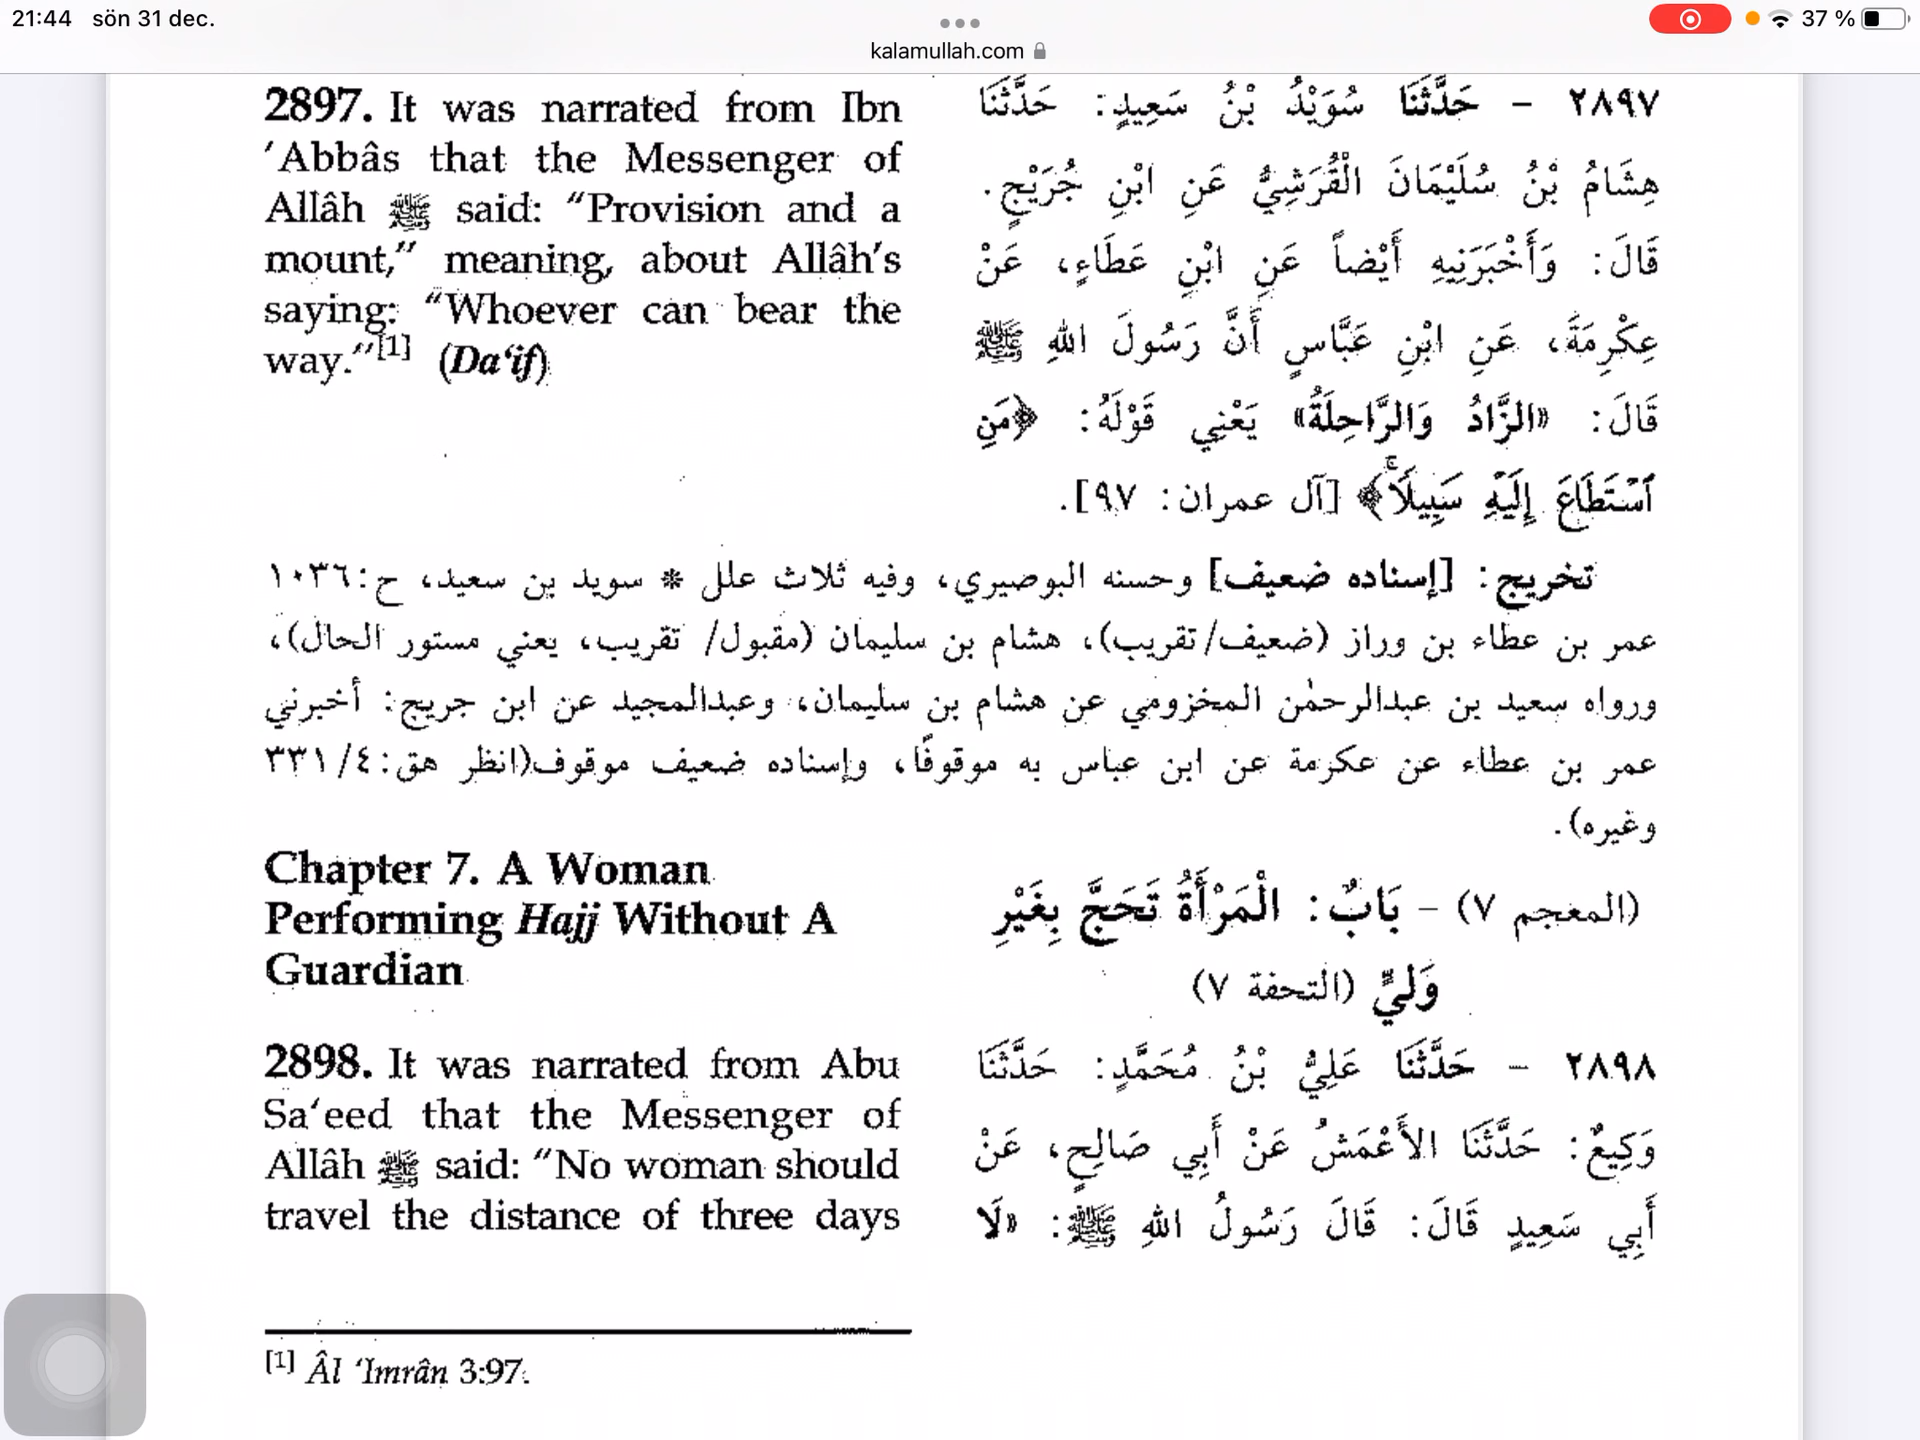 21:44 sön 31 dec.
37 %
kalamullah.com
2897. It was narrated from Ibn
'Abbâs that the Messenger of
Allâh ﷺ said: "Provision and a
mount," meaning, about Allâh's
saying: "Whoever can bear the
way."[1] (Da'if)
٢٨٩٧ - حَدَّثَنَا سُوَيْدُ بْنُ سَعِيدٍ: حَدَّثَنَا
هِشَامُ بْنُ سُلَيْمَانَ الْقُرَشِيُّ عَنِ ابْنِ جُرَيْجٍ.
قَالَ: وَأَخْبَرَنِيهِ أَيْضاً عَنِ ابْنِ عَطَاءٍ، عَنْ
عِكْرِمَةَ، عَنِ ابْنِ عَبَّاسٍ أَنَّ رَسُولَ اللهِ ﷺ
قَالَ: «الزَّادُ وَالرَّاحِلَةُ» يَعْنِي قَوْلَهُ: ﴿مَنِ
ٱسْتَطَاعَ إِلَيْهِ سَبِيلًاۚ﴾ [آل عمران: ٩٧].
تخريج: [إسناده ضعيف] وحسنه البوصيري، وفيه ثلاث علل * سويد بن سعيد، ح:١٠٣٦
عمر بن عطاء بن وراز (ضعيف/تقريب)، هشام بن سليمان (مقبول/ تقريب، يعني مستور الحال)،
ورواه سعيد بن عبدالرحمٰن المخزومي عن هشام بن سليمان، وعبدالمجيد عن ابن جريج: أخبرني
عمر بن عطاء عن عكرمة عن ابن عباس به موقوفًا، وإسناده ضعيف موقوف(انظر هق:٤/ ٣٣١
وغيره).
Chapter 7. A Woman
Performing Hajj Without A
Guardian
(المعجم ٧) - بَابٌ: الْمَرْأَةُ تَحَجُّ بِغَيْرِ
وَلِيٍّ (التحفة ٧)
2898. It was narrated from Abu
Sa'eed that the Messenger of
Allâh ﷺ said: "No woman should
travel the distance of three days
٢٨٩٨ - حَدَّثَنَا عَلِيُّ بْنُ مُحَمَّدٍ: حَدَّثَنَا
وَكِيعٌ: حَدَّثَنَا الأَعْمَشُ عَنْ أَبِي صَالِحٍ، عَنْ
أَبِي سَعِيدٍ قَالَ: قَالَ رَسُولُ اللهِ ﷺ: «لَا
[1] Âl 'Imrân 3:97.